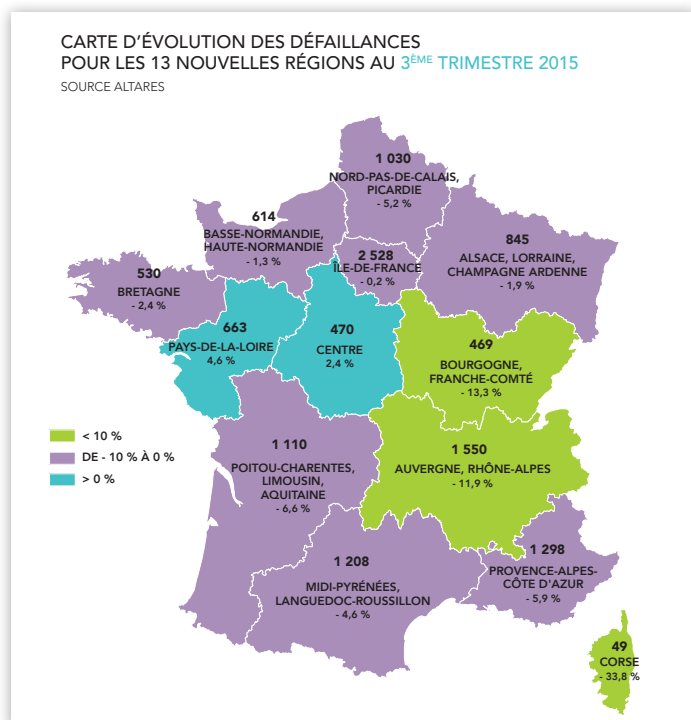 CARTE D'ÉVOLUTION DES DÉFAILLANCES
POUR LES 13 NOUVELLES RÉGIONS AU 3ÈME TRIMESTRE 2015
SOURCE ALTARES
1 030
NORD-PAS-DE-CALAIS,
PICARDIE
- 5,2 %
614
BASSE-NORMANDIE,
HAUTE-NORMANDIE
- 1,3 %
2 528
ÎLE-DE-FRANCE
- 0,2 %
845
ALSACE, LORRAINE,
CHAMPAGNE ARDENNE
- 1,9 %
530
BRETAGNE
- 2,4 %
663
PAYS-DE-LA-LOIRE
4,6 %
470
CENTRE
2,4 %
469
BOURGOGNE,
FRANCHE-COMTÉ
- 13,3 %
< 10 %
DE - 10 % À 0 %
> 0 %
1 110
POITOU-CHARENTES,
LIMOUSIN,
AQUITAINE
- 6,6 %
1 550
AUVERGNE, RHÔNE-ALPES
- 11,9 %
1 208
MIDI-PYRÉNÉES,
LANGUEDOC-ROUSSILLON
- 4,6 %
1 298
PROVENCE-ALPES-
CÔTE D'AZUR
- 5,9 %
49
CORSE
- 33,8 %